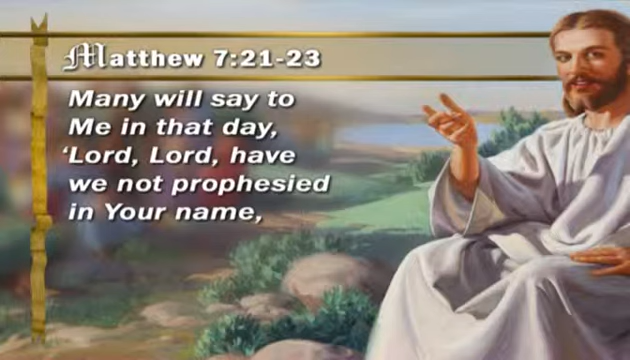 Matthew 7:21-23
Many will say to
Me in that day,
‘Lord, Lord, have
we not prophesied
in Your name,